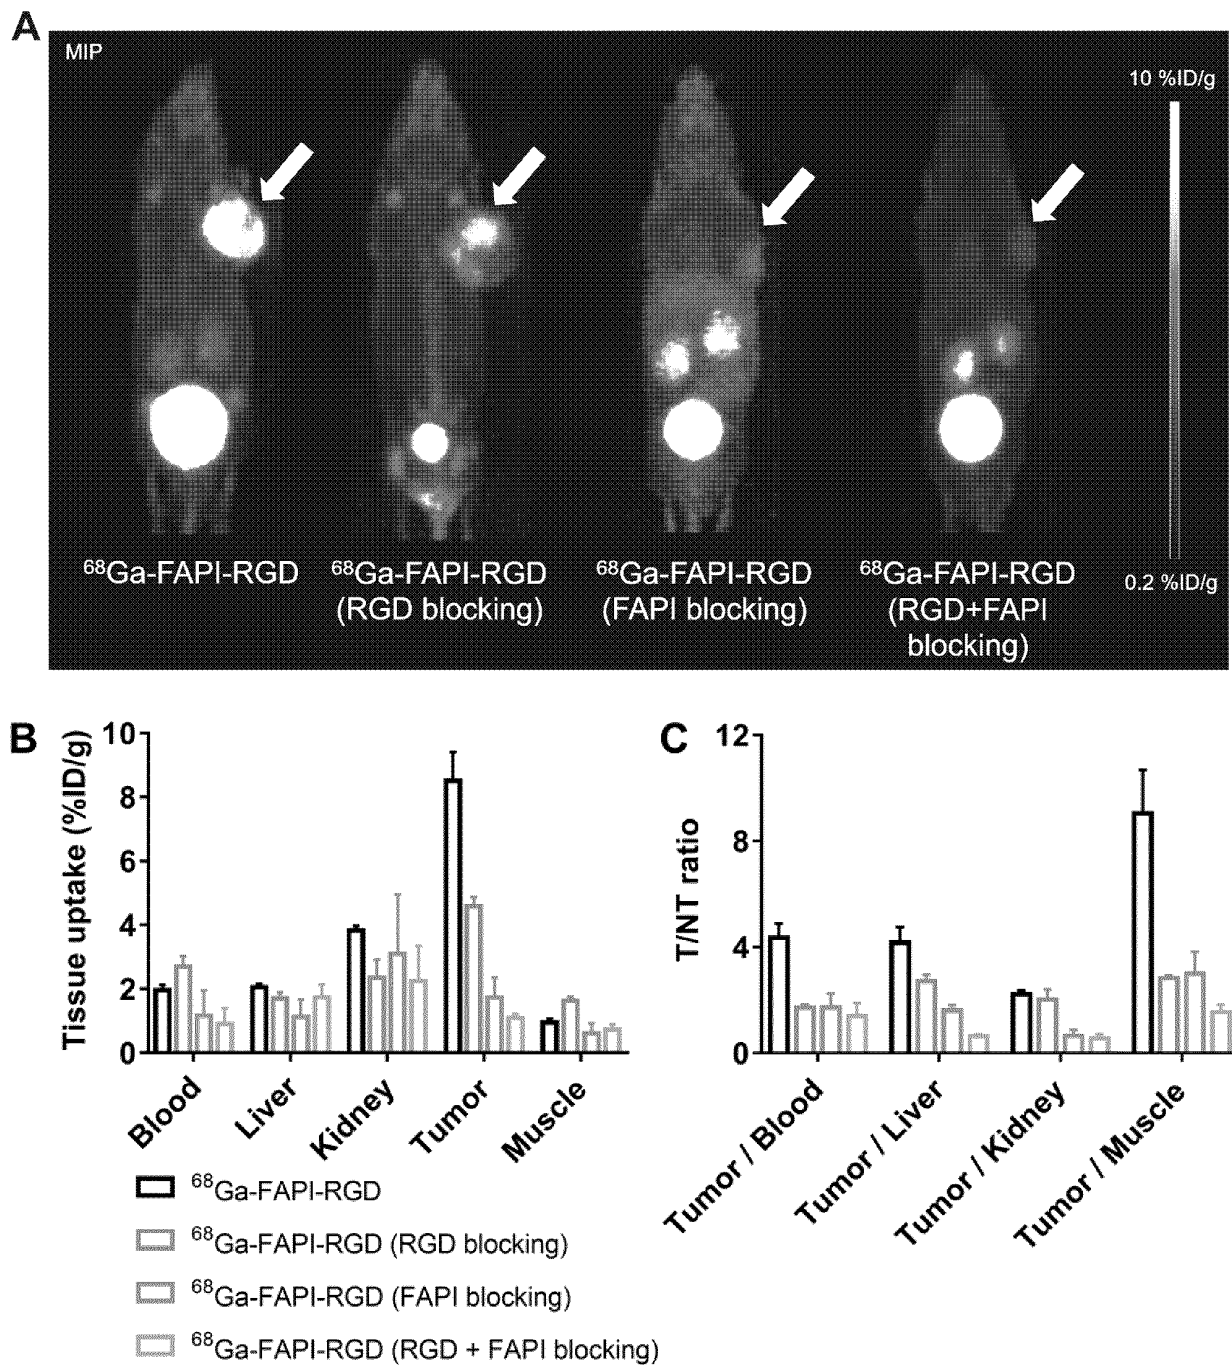 A
MIP
10 %ID/g
⁶⁸Ga-FAPI-RGD
⁶⁸Ga-FAPI-RGD
(RGD blocking)
⁶⁸Ga-FAPI-RGD
(FAPI blocking)
⁶⁸Ga-FAPI-RGD
(RGD+FAPI
blocking)
0.2 %ID/g
B
Tissue uptake (%ID/g)
10
8
6
4
2
0
Blood
Liver
Kidney
Tumor
Muscle
⁶⁸Ga-FAPI-RGD
⁶⁸Ga-FAPI-RGD (RGD blocking)
⁶⁸Ga-FAPI-RGD (FAPI blocking)
⁶⁸Ga-FAPI-RGD (RGD + FAPI blocking)
C
T/NT ratio
12
8
4
0
Tumor / Blood
Tumor / Liver
Tumor / Kidney
Tumor / Muscle